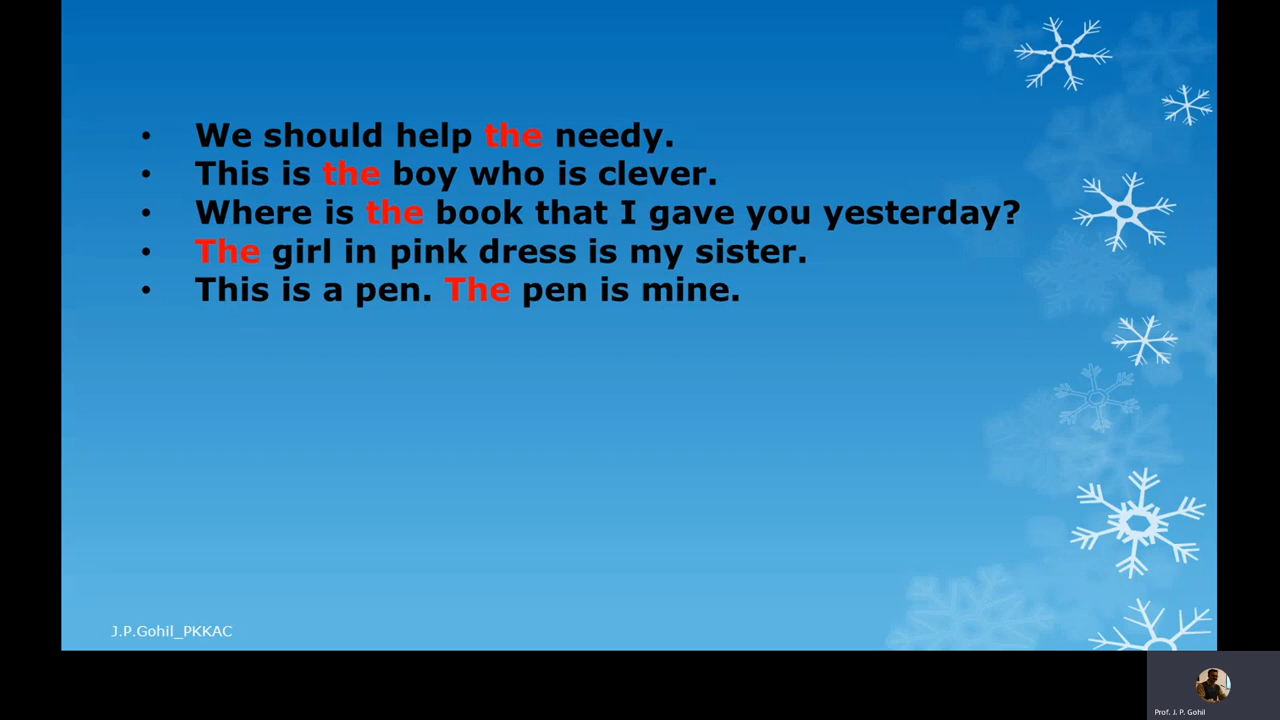 • We should help the needy.
• This is the boy who is clever.
• Where is the book that I gave you yesterday?
• The girl in pink dress is my sister.
• This is a pen. The pen is mine.
J.P.Gohil_PKKAC
Prof. J. P. Gohil